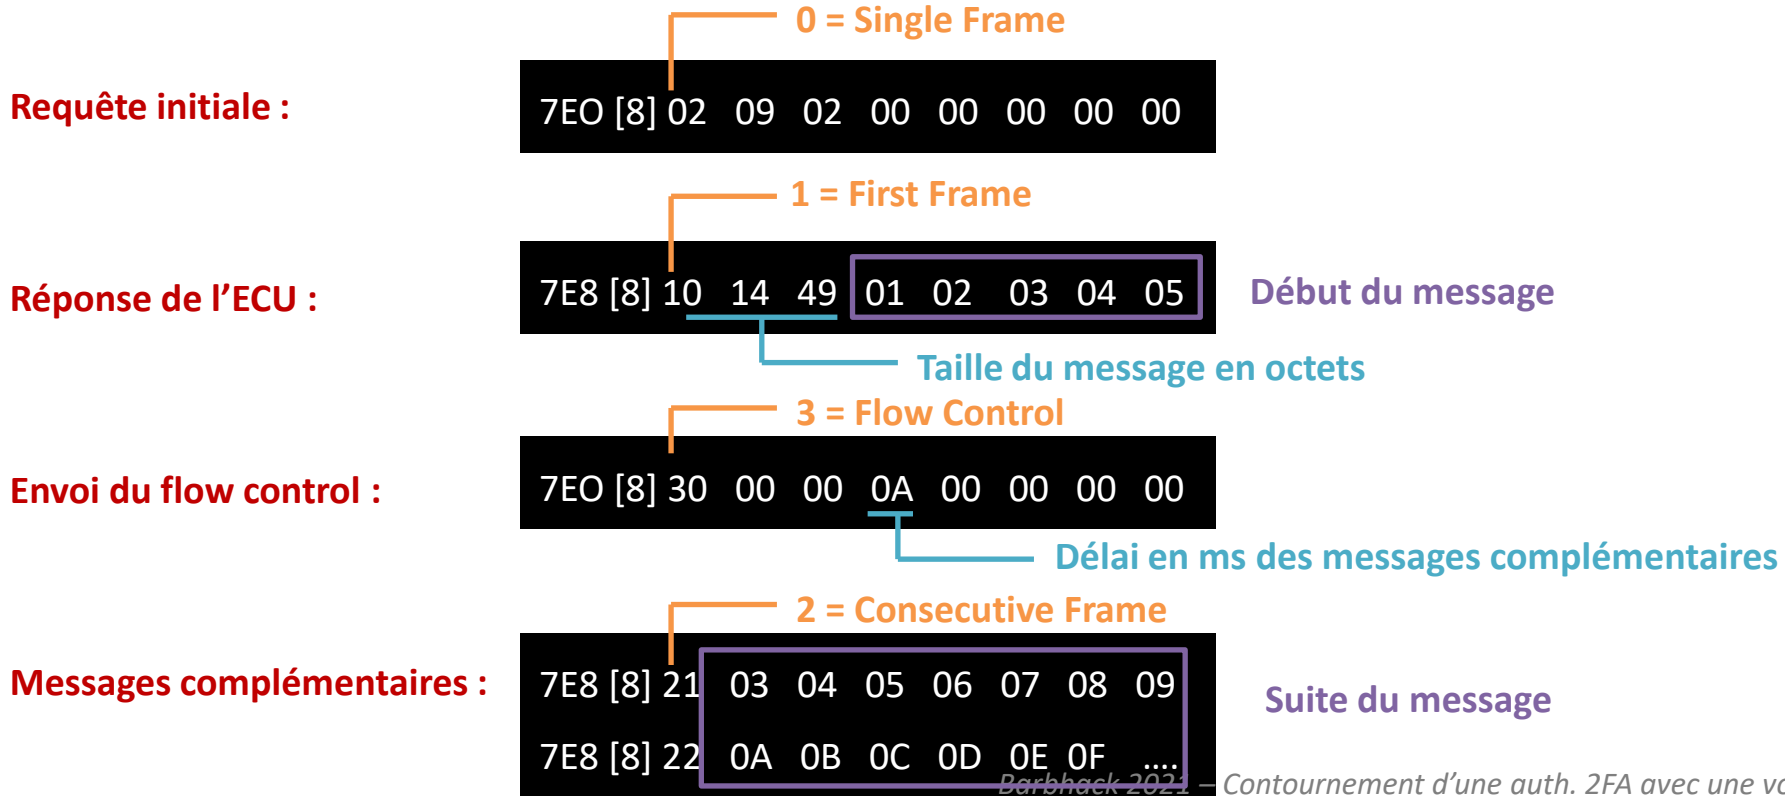 0 = Single Frame
Requête initiale :
7EO [8] 02 09 02 00 00 00 00 00
1 = First Frame
Réponse de l’ECU :
7E8 [8] 10 14 49 01 02 03 04 05
Début du message
Taille du message en octets
3 = Flow Control
Envoi du flow control :
7EO [8] 30 00 00 0A 00 00 00 00
Délai en ms des messages complémentaires
2 = Consecutive Frame
Messages complémentaires :
7E8 [8] 21 03 04 05 06 07 08 09
7E8 [8] 22 0A 0B 0C 0D 0E 0F ....
Suite du message
Barbhack 2021 – Contournement d’une auth. 2FA avec une